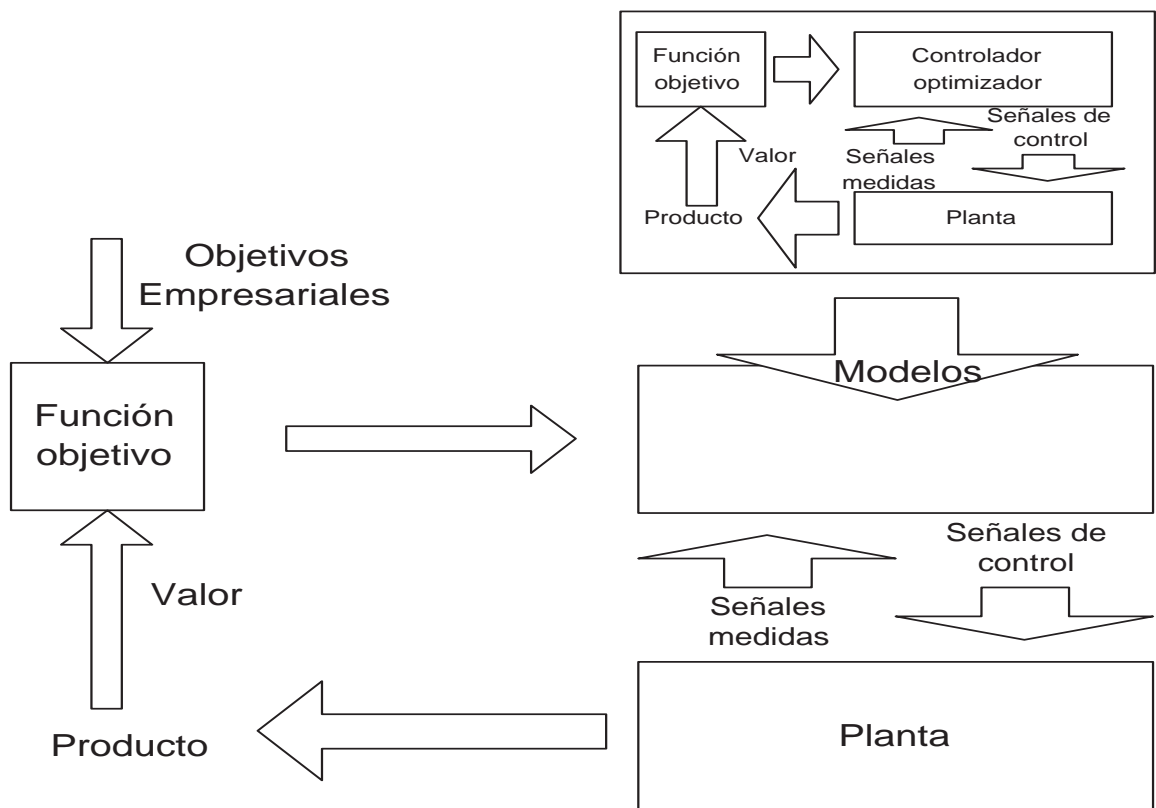 Función
objetivo
Controlador
optimizador
Señales de
control
Valor
Señales
medidas
Producto
Planta
Objetivos
Empresariales
Modelos
Función
objetivo
Señales de
control
Valor
Señales
medidas
Producto
Planta